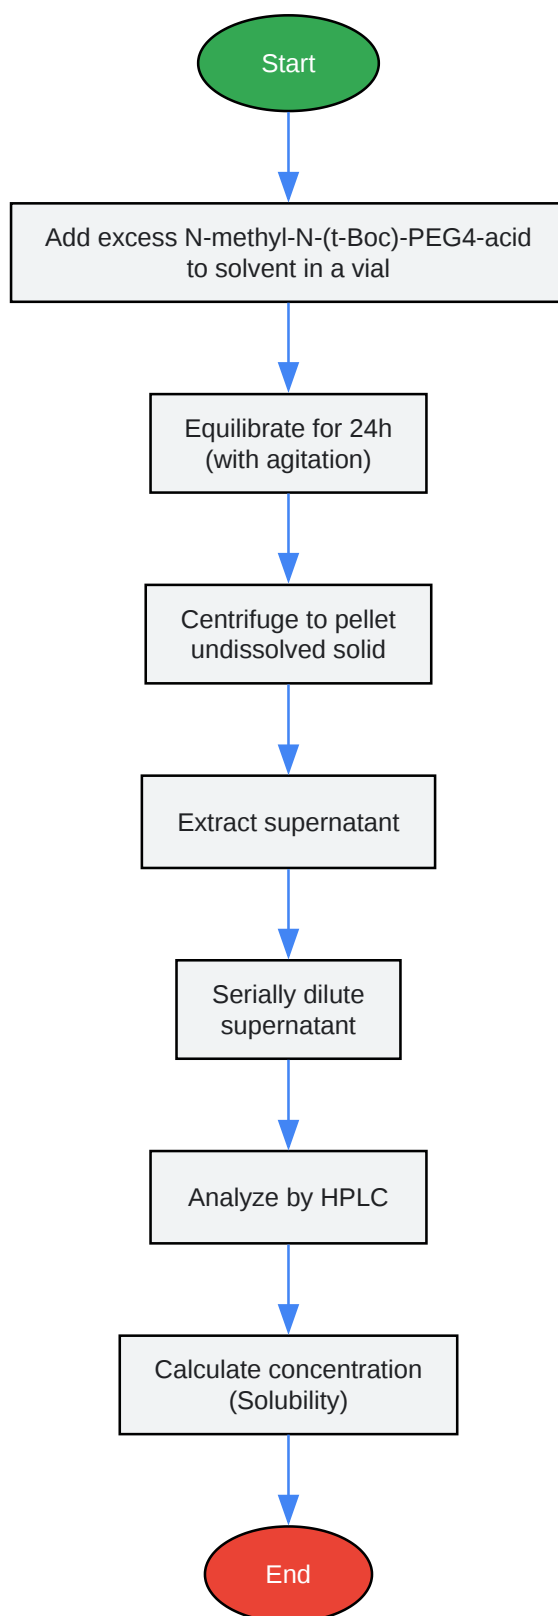 Start
Add excess N-methyl-N-(t-Boc)-PEG4-acid
to solvent in a vial
Equilibrate for 24h
(with agitation)
Centrifuge to pellet
undissolved solid
Extract supernatant
Serially dilute
supernatant
Analyze by HPLC
Calculate concentration
(Solubility)
End